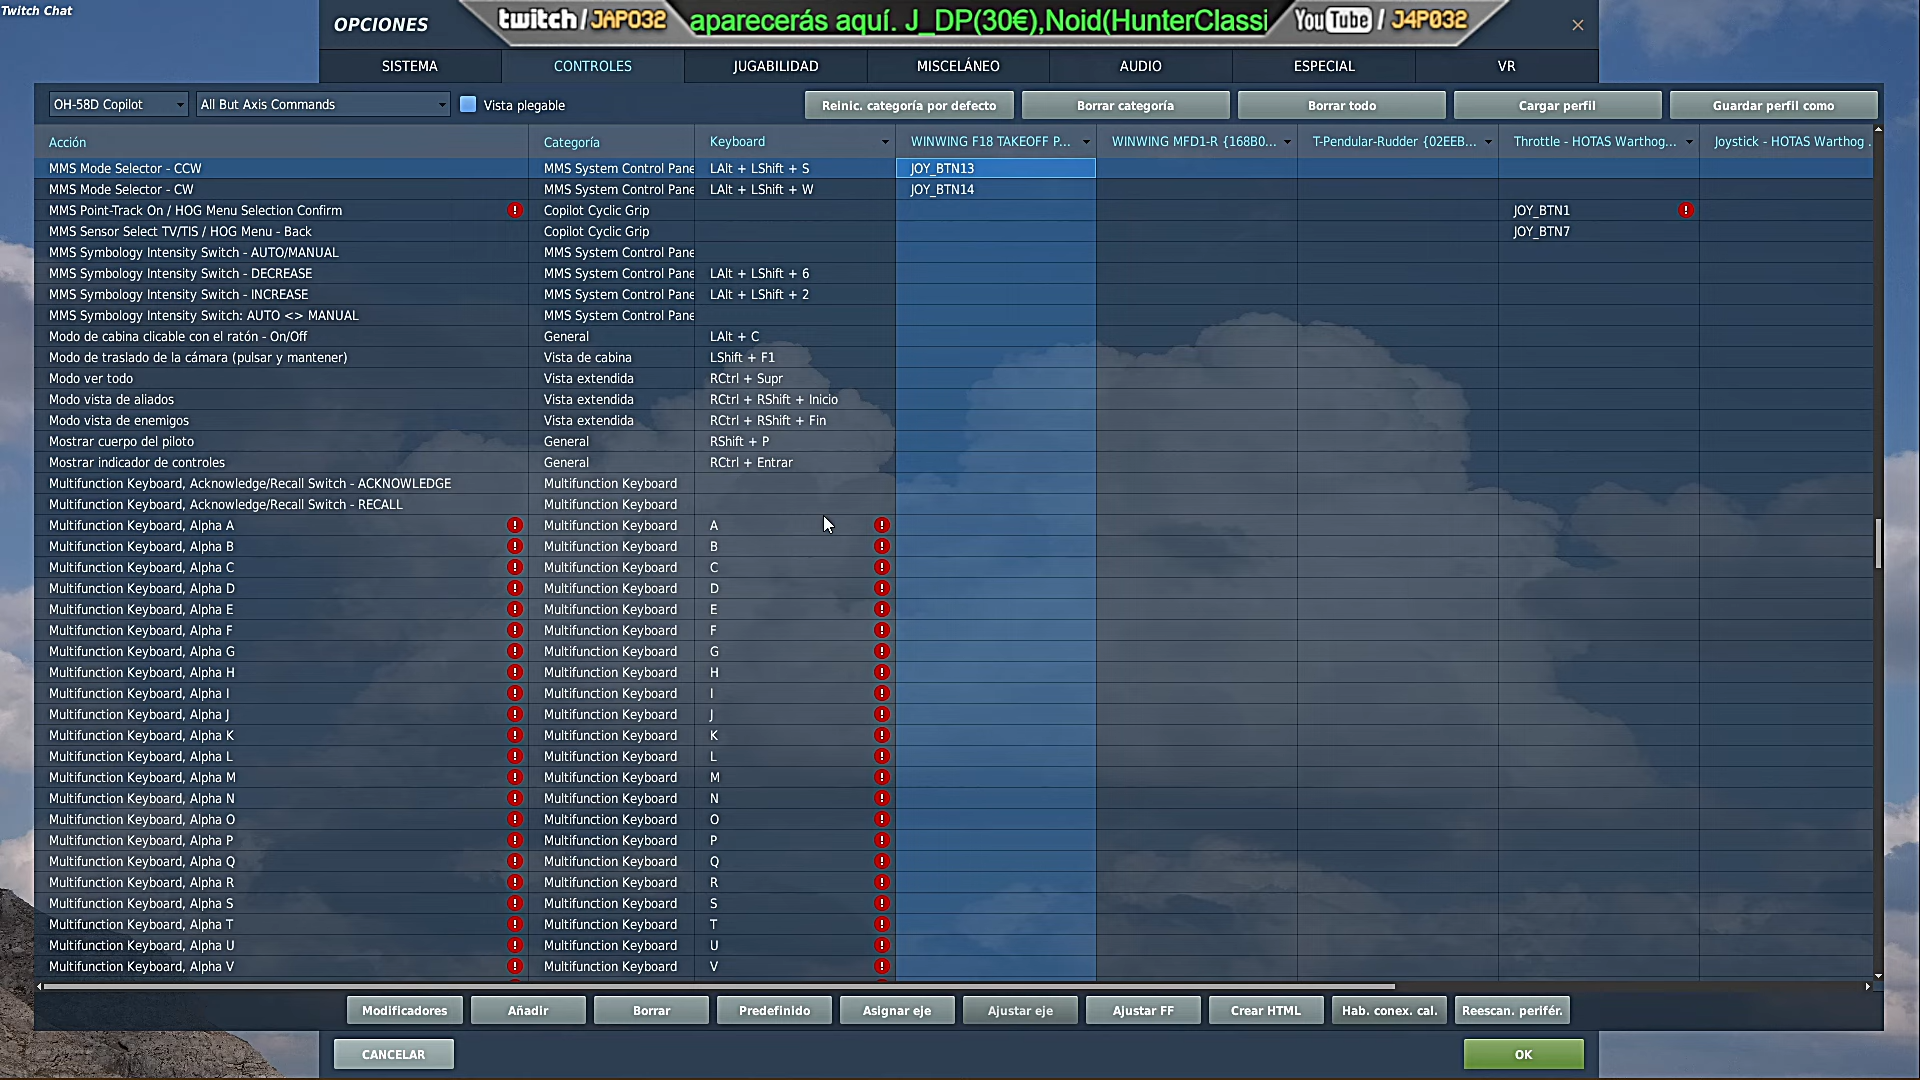 Twitch Chat
OPCIONES
twitch / JAPO32
aparecerás aquí. J_DP(30€),Noid(HunterClassi
YouTube / J4P032
SISTEMA CONTROLES JUGABILIDAD MISCELÁNEO AUDIO ESPECIAL VR
OH-58D Copilot All But Axis Commands Vista plegable Reinic. categoría por defecto Borrar categoría Borrar todo Cargar perfil Guardar perfil como
Acción Categoría Keyboard WINWING F18 TAKEOFF P... WINWING MFD1-R {168B0... T-Pendular-Rudder {02EEB... Throttle - HOTAS Warthog... Joystick - HOTAS Warthog .
MMS Mode Selector - CCW MMS System Control Pane LAlt + LShift + S JOY_BTN13
MMS Mode Selector - CW MMS System Control Pane LAlt + LShift + W JOY_BTN14
MMS Point-Track On / HOG Menu Selection Confirm ! Copilot Cyclic Grip JOY_BTN1 !
MMS Sensor Select TV/TIS / HOG Menu - Back Copilot Cyclic Grip JOY_BTN7
MMS Symbology Intensity Switch - AUTO/MANUAL MMS System Control Pane
MMS Symbology Intensity Switch - DECREASE MMS System Control Pane LAlt + LShift + 6
MMS Symbology Intensity Switch - INCREASE MMS System Control Pane LAlt + LShift + 2
MMS Symbology Intensity Switch: AUTO <> MANUAL MMS System Control Pane
Modo de cabina clicable con el ratón - On/Off General LAlt + C
Modo de traslado de la cámara (pulsar y mantener) Vista de cabina LShift + F1
Modo ver todo Vista extendida RCtrl + Supr
Modo vista de aliados Vista extendida RCtrl + RShift + Inicio
Modo vista de enemigos Vista extendida RCtrl + RShift + Fin
Mostrar cuerpo del piloto General RShift + P
Mostrar indicador de controles General RCtrl + Entrar
Multifunction Keyboard, Acknowledge/Recall Switch - ACKNOWLEDGE Multifunction Keyboard
Multifunction Keyboard, Acknowledge/Recall Switch - RECALL Multifunction Keyboard
Multifunction Keyboard, Alpha A ! Multifunction Keyboard A !
Multifunction Keyboard, Alpha B ! Multifunction Keyboard B !
Multifunction Keyboard, Alpha C ! Multifunction Keyboard C !
Multifunction Keyboard, Alpha D ! Multifunction Keyboard D !
Multifunction Keyboard, Alpha E ! Multifunction Keyboard E !
Multifunction Keyboard, Alpha F ! Multifunction Keyboard F !
Multifunction Keyboard, Alpha G ! Multifunction Keyboard G !
Multifunction Keyboard, Alpha H ! Multifunction Keyboard H !
Multifunction Keyboard, Alpha I ! Multifunction Keyboard I !
Multifunction Keyboard, Alpha J ! Multifunction Keyboard J !
Multifunction Keyboard, Alpha K ! Multifunction Keyboard K !
Multifunction Keyboard, Alpha L ! Multifunction Keyboard L !
Multifunction Keyboard, Alpha M ! Multifunction Keyboard M !
Multifunction Keyboard, Alpha N ! Multifunction Keyboard N !
Multifunction Keyboard, Alpha O ! Multifunction Keyboard O !
Multifunction Keyboard, Alpha P ! Multifunction Keyboard P !
Multifunction Keyboard, Alpha Q ! Multifunction Keyboard Q !
Multifunction Keyboard, Alpha R ! Multifunction Keyboard R !
Multifunction Keyboard, Alpha S ! Multifunction Keyboard S !
Multifunction Keyboard, Alpha T ! Multifunction Keyboard T !
Multifunction Keyboard, Alpha U ! Multifunction Keyboard U !
Multifunction Keyboard, Alpha V ! Multifunction Keyboard V !
Modificadores Añadir Borrar Predefinido Asignar eje Ajustar eje Ajustar FF Crear HTML Hab. conex. cal. Reescan. perifér.
CANCELAR OK